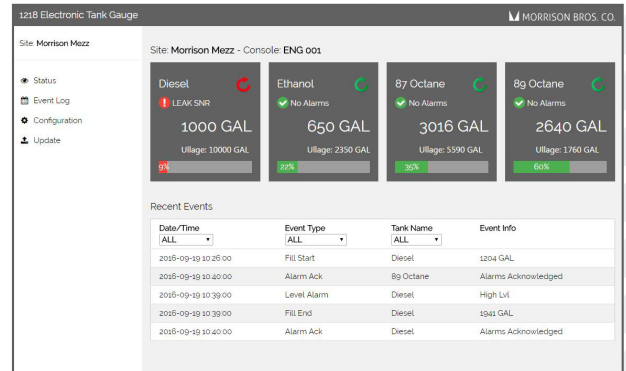 1218 Electronic Tank Gauge
MORRISON BROS. CO.
Site: Morrison Mezz
Status
Event Log
Configuration
Update
Site: Morrison Mezz - Console: ENG 001
Diesel
LEAK SNR
1000 GAL
Ullage: 10000 GAL
9%
Ethanol
No Alarms
650 GAL
Ullage: 2350 GAL
22%
87 Octane
No Alarms
3016 GAL
Ullage: 5590 GAL
35%
89 Octane
No Alarms
2640 GAL
Ullage: 1760 GAL
60%
Recent Events
Date/Time Event Type Tank Name Event Info
ALL ALL ALL
2016-09-19 10:26:00 Fill Start Diesel 1204 GAL
2016-09-19 10:40:00 Alarm Ack 89 Octane Alarms Acknowledged
2016-09-19 10:39:00 Level Alarm Diesel High Lvl
2016-09-19 10:39:00 Fill End Diesel 1941 GAL
2016-09-19 10:40:00 Alarm Ack Diesel Alarms Acknowledged